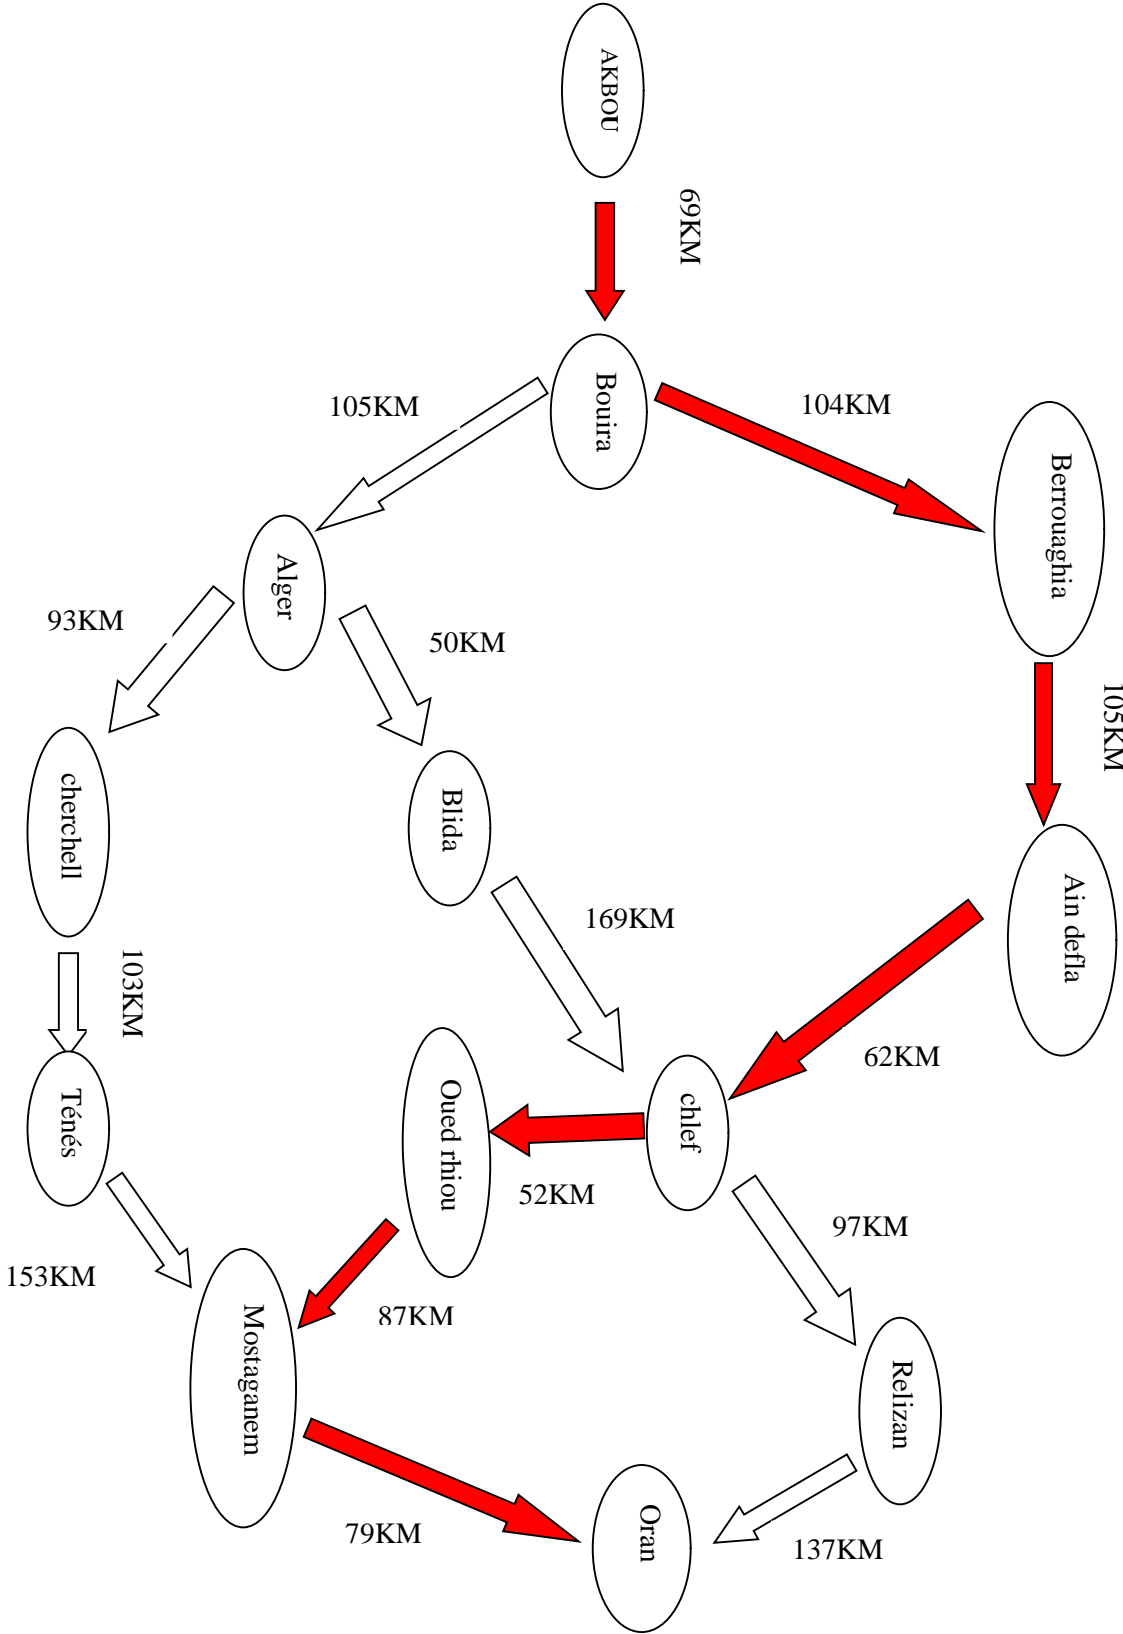 AKBOU
69KM
Bouira
105KM
104KM
Berrouaghia
Alger
93KM
50KM
105KM
cherchell
Blida
Ain defla
169KM
103KM
62KM
Ténés
Oued rhiou
chlef
52KM
97KM
153KM
87KM
Mostaganem
Relizan
79KM
Oran
137KM